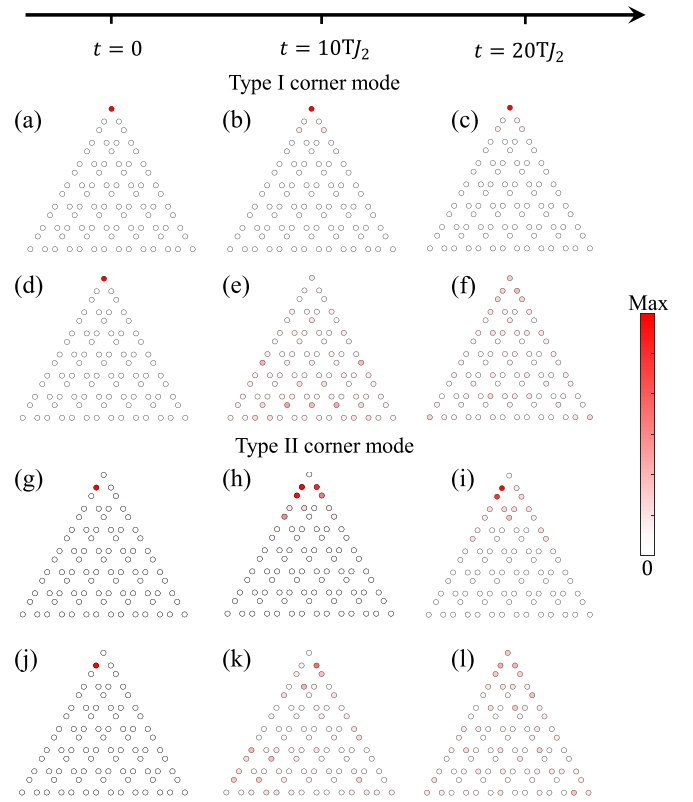 t = 0 t = 10TJ₂ t = 20TJ₂
Type I corner mode
(a) (b) (c)
(d) (e) (f)
Max
0
Type II corner mode
(g) (h) (i)
(j) (k) (l)